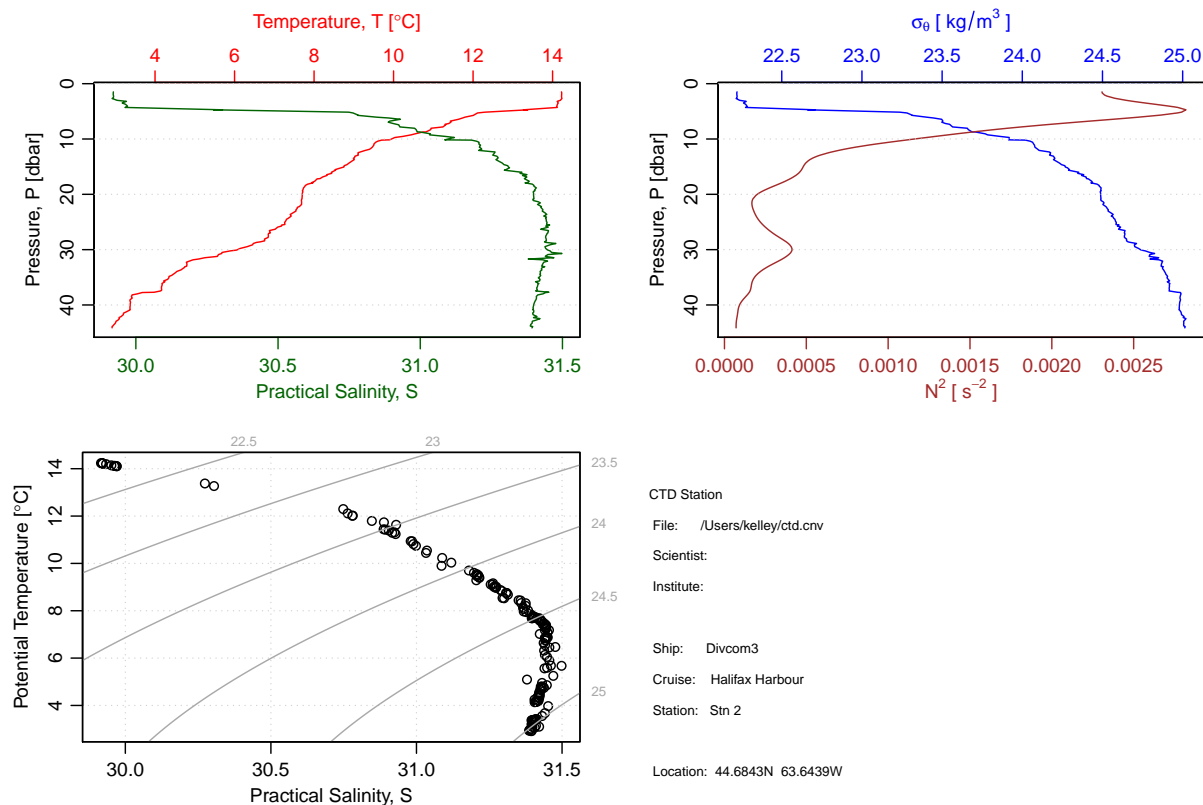 Temperature, T [°C]
4 6 8 10 12 14
0
10
20
30
40
Pressure, P [dbar]
30.0 30.5 31.0 31.5
Practical Salinity, S
σθ [ kg/m³ ]
22.5 23.0 23.5 24.0 24.5 25.0
0
10
20
30
40
Pressure, P [dbar]
0.0000 0.0005 0.0010 0.0015 0.0020 0.0025
N² [ s⁻² ]
22.5 23
23.5
24
24.5
25
14
12
10
8
6
4
Potential Temperature [°C]
30.0 30.5 31.0 31.5
Practical Salinity, S
CTD Station
File: /Users/kelley/ctd.cnv
Scientist:
Institute:
Ship: Divcom3
Cruise: Halifax Harbour
Station: Stn 2
Location: 44.6843N 63.6439W